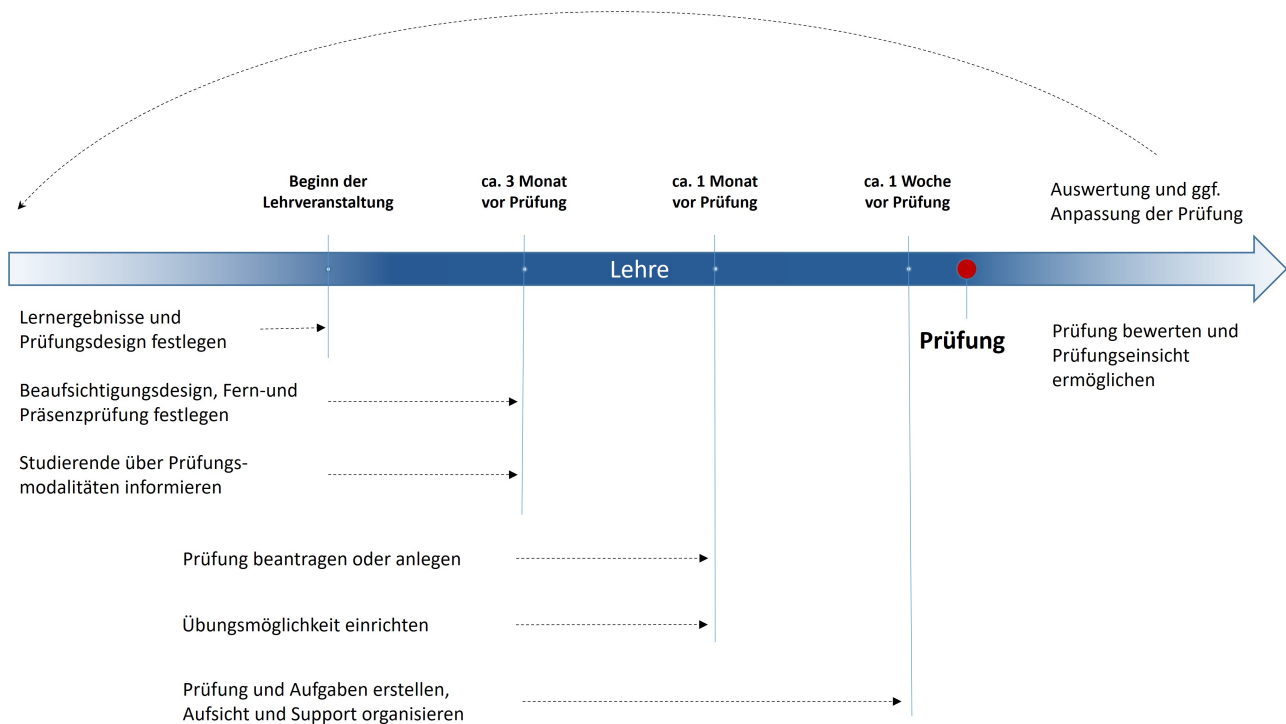 Beginn der
Lehrveranstaltung
ca. 3 Monat
vor Prüfung
ca. 1 Monat
vor Prüfung
ca. 1 Woche
vor Prüfung
Auswertung und ggf.
Anpassung der Prüfung
Lehre
Lernergebnisse und
Prüfungsdesign festlegen
Prüfung
Prüfung bewerten und
Prüfungseinsicht
ermöglichen
Beaufsichtigungsdesign, Fern-und
Präsenzprüfung festlegen
Studierende über Prüfungs-
modalitäten informieren
Prüfung beantragen oder anlegen
Übungsmöglichkeit einrichten
Prüfung und Aufgaben erstellen,
Aufsicht und Support organisieren